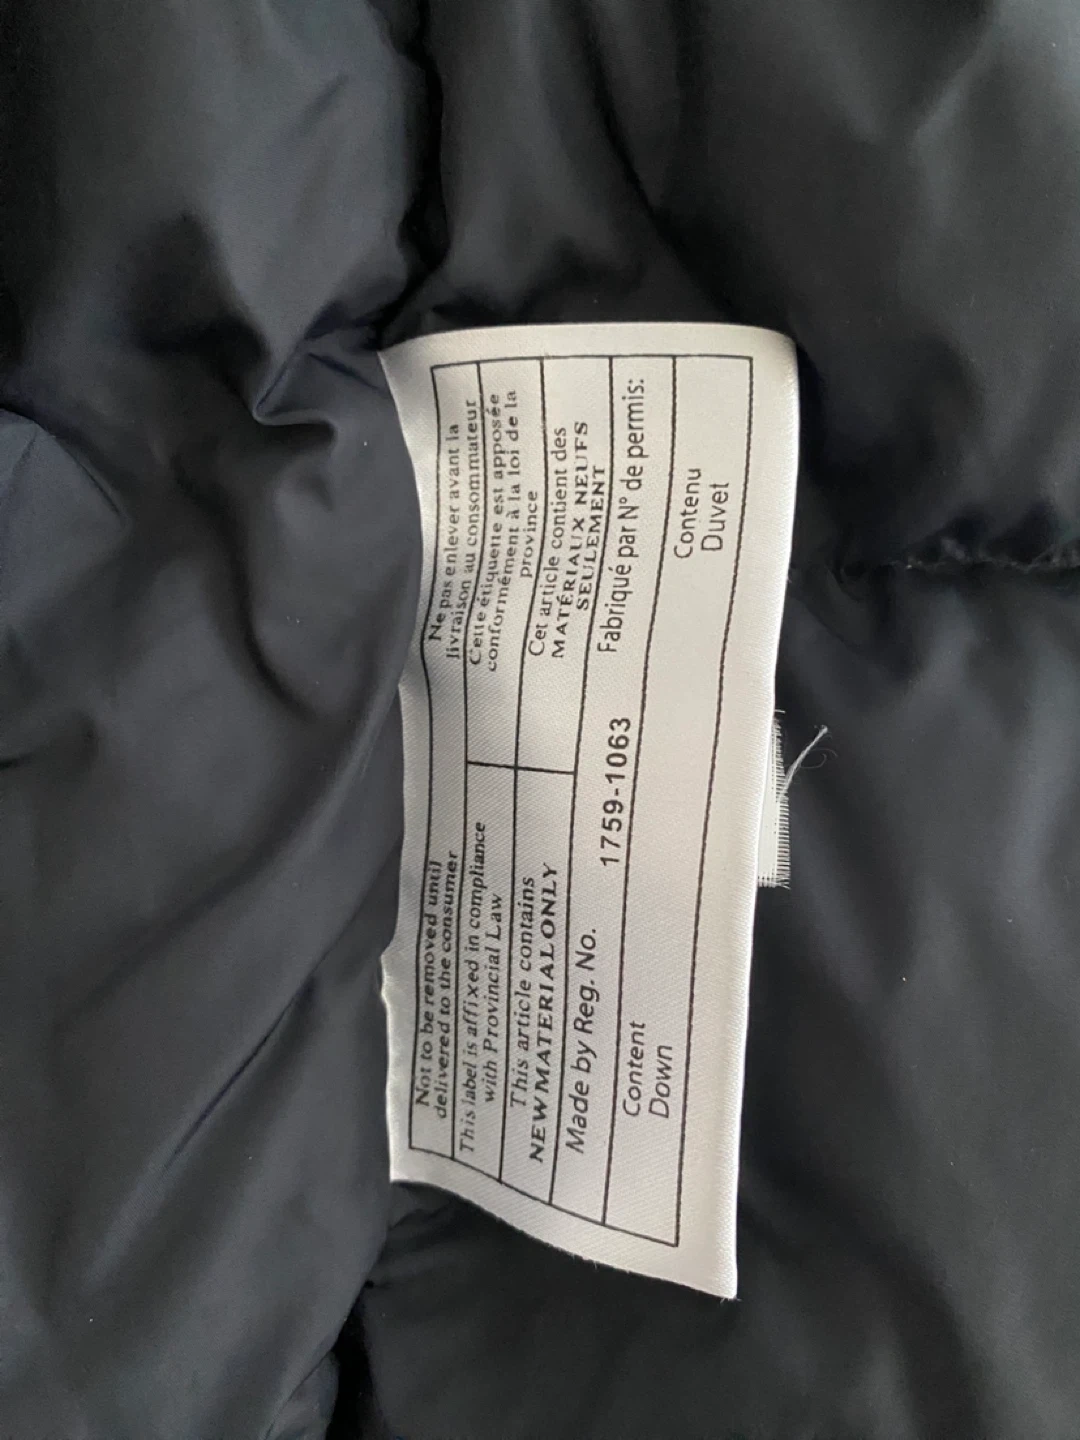 Not to be removed until
delivered to the consumer
Ne pas enlever avant la
livraison au consommateur
This label is affixed in compliance
with Provincial Law
Cette étiquette est apposée
conformément à la loi de la
province
This article contains
NEW MATERIAL ONLY
Cet article contient des
MATÉRIAUX NEUFS
SEULEMENT
Made by Reg. No. 1759-1063 Fabriqué par N° de permis:
Content
Down
Contenu
Duvet